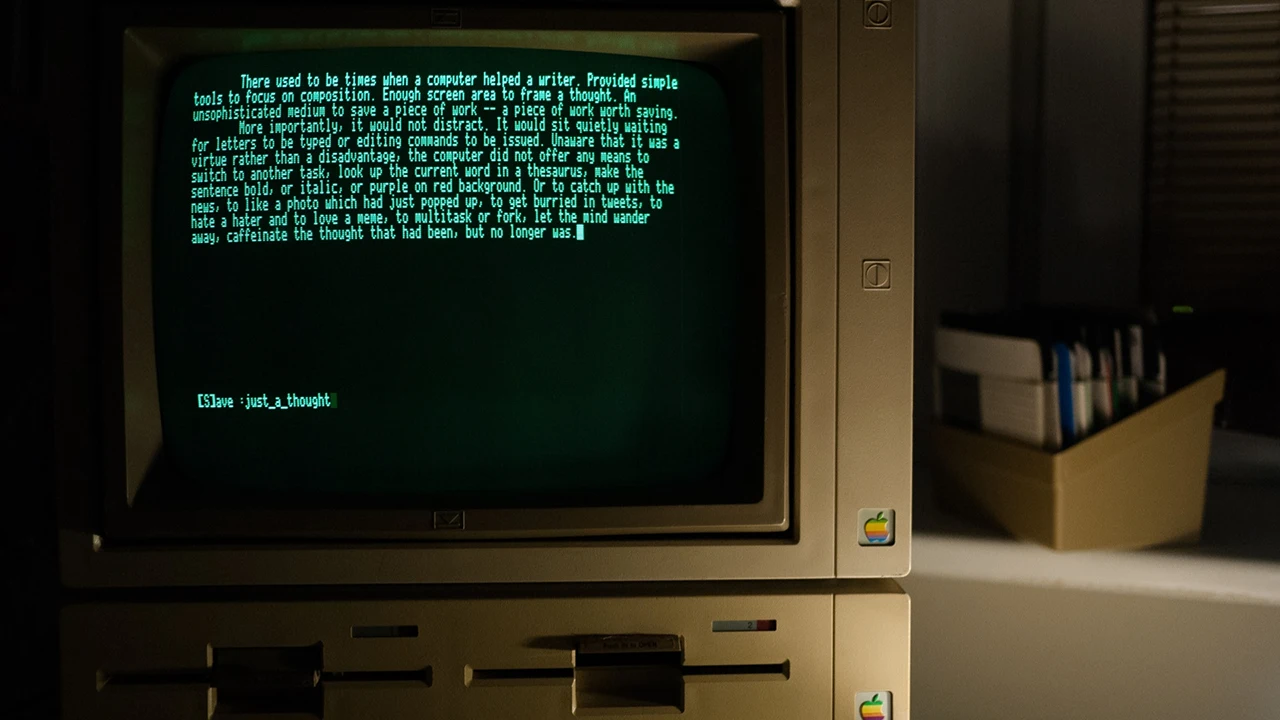 There used to be times when a computer helped a writer. Provided simple
tools to focus on composition. Enough screen area to frame a thought. An
unsophisticated medium to save a piece of work -- a piece of work worth saving.
More importantly, it would not distract. It would sit quietly waiting
for letters to be typed or editing commands to be issued. Unaware that it was a
virtue rather than a disadvantage, the computer did not offer any means to
switch to another task, look up the current word in a thesaurus, make the
sentence bold, or italic, or purple on red background. Or to catch up with the
news, to like a photo which had just popped up, to get burried in tweets, to
hate a hater and to love a meme, to multitask or fork, let the mind wander
away, caffeinate the thought that had been, but no longer was.
[S]ave :just_a_thought